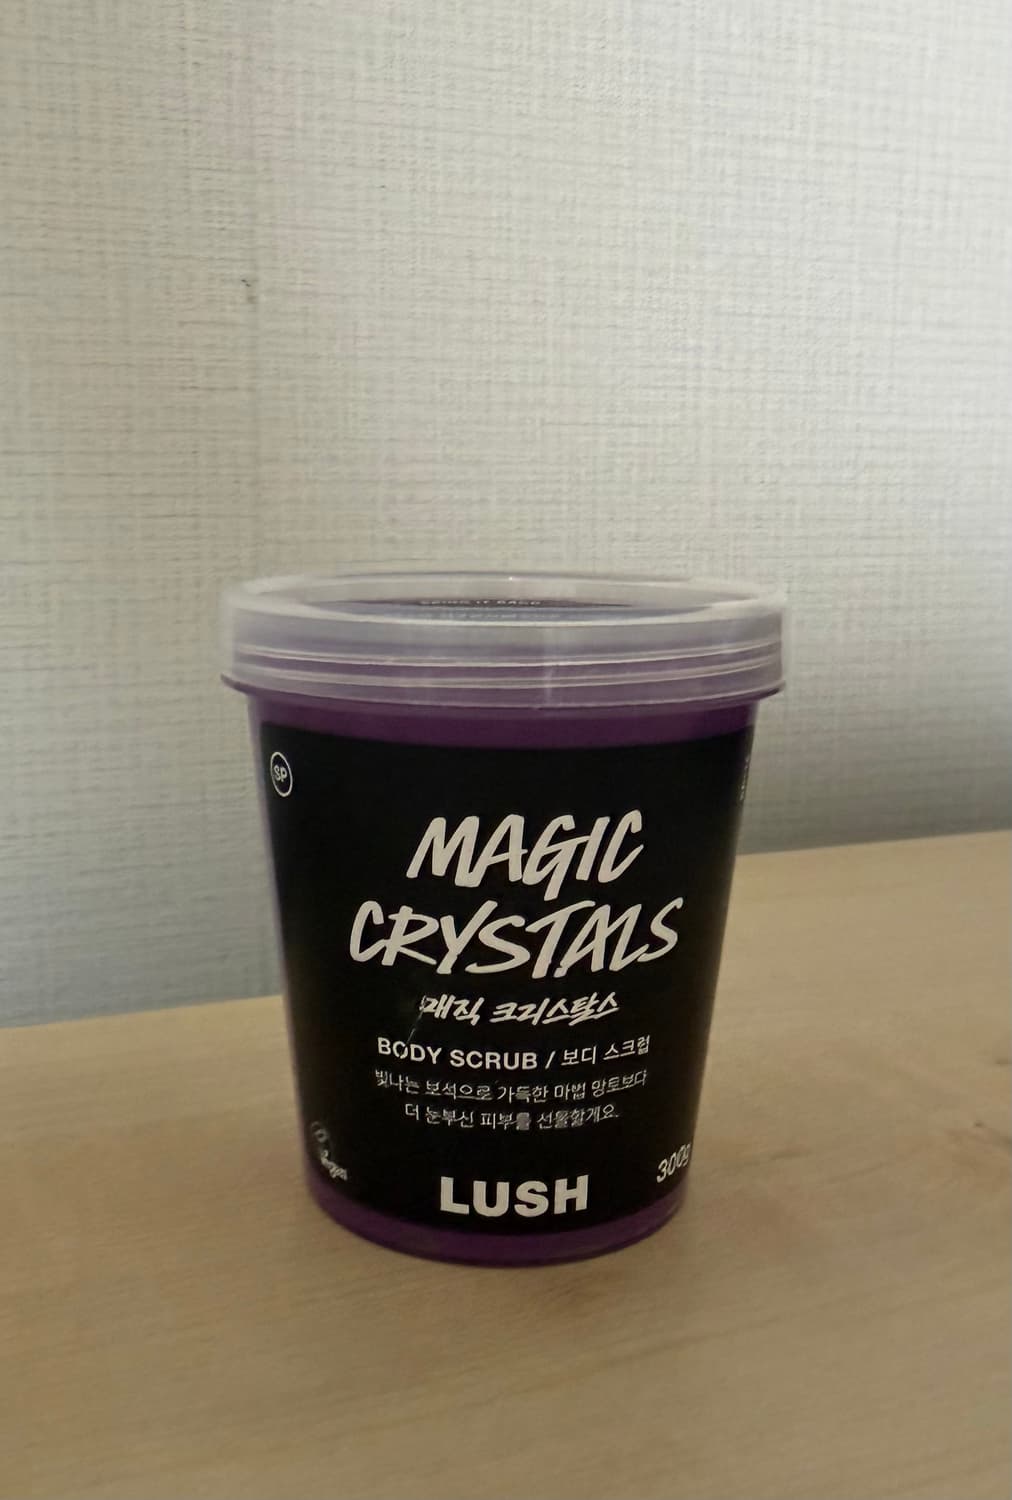 SP
MAGIC
CRYSTALS
매직 크리스탈스
BODY SCRUB / 보디 스크럽
빛나는 보석으로 가득한 마법 망토보다
더 눈부신 피부를 선물할게요.
300g
LUSH